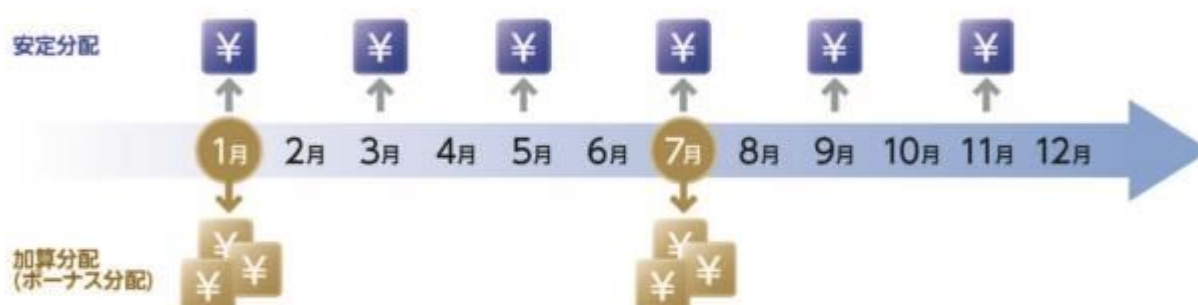 安定分配
¥ ¥ ¥ ¥ ¥ ¥
1月 2月 3月 4月 5月 6月 7月 8月 9月 10月 11月 12月
加算分配
(ボーナス分配)
¥ ¥ ¥ ¥ ¥ ¥